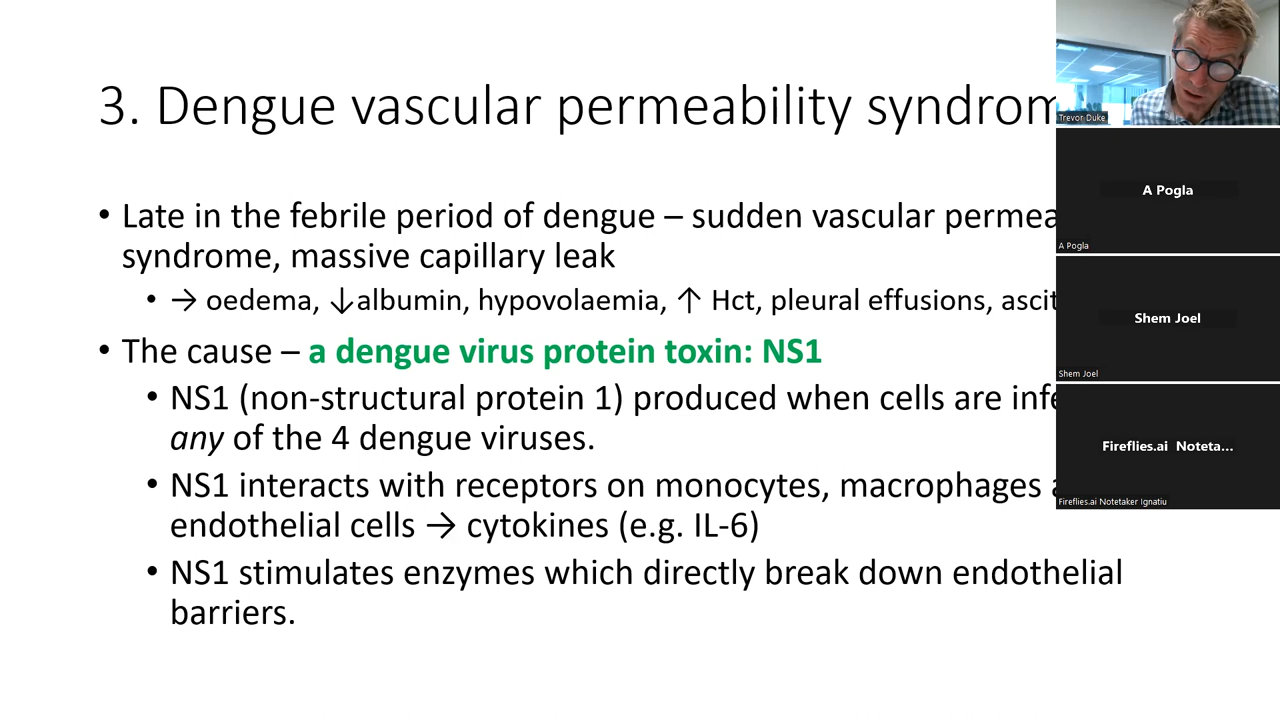 3. Dengue vascular permeability syndrom
• Late in the febrile period of dengue – sudden vascular permea
syndrome, massive capillary leak
• → oedema, ↓albumin, hypovolaemia, ↑ Hct, pleural effusions, ascit
• The cause – a dengue virus protein toxin: NS1
• NS1 (non-structural protein 1) produced when cells are infe
any of the 4 dengue viruses.
• NS1 interacts with receptors on monocytes, macrophages a
endothelial cells → cytokines (e.g. IL-6)
• NS1 stimulates enzymes which directly break down endothelial
barriers.
Trevor Duke
A Pogla
A Pogla
Shem Joel
Shem Joel
Fireflies.ai Noteta...
Fireflies.ai Notetaker Ignatiu